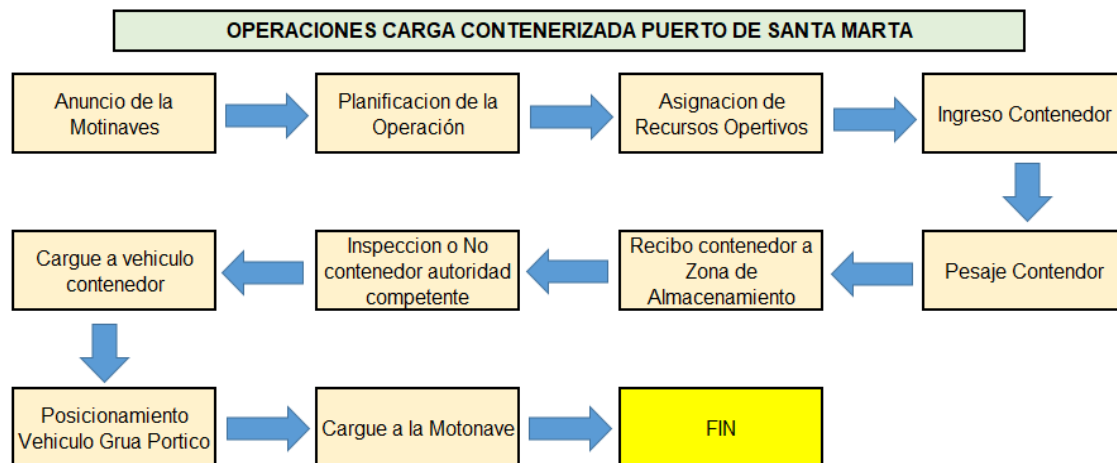 OPERACIONES CARGA CONTENERIZADA PUERTO DE SANTA MARTA
Anuncio de la
Motinaves
Planificacion de la
Operación
Asignacion de
Recursos Opertivos
Ingreso Contenedor
Pesaje Contendor
Recibo contenedor a
Zona de
Almacenamiento
Inspeccion o No
contenedor autoridad
competente
Cargue a vehiculo
contenedor
Posicionamiento
Vehiculo Grua Portico
Cargue a la Motonave
FIN